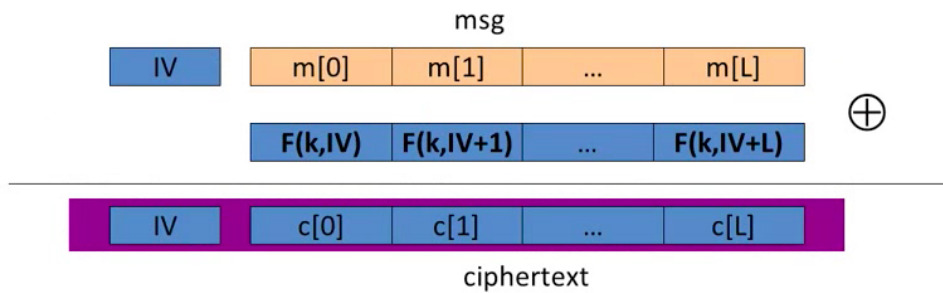 msg
IV m[0] m[1] ... m[L]
⊕
F(k,IV) F(k,IV+1) ... F(k,IV+L)
IV c[0] c[1] ... c[L]
ciphertext